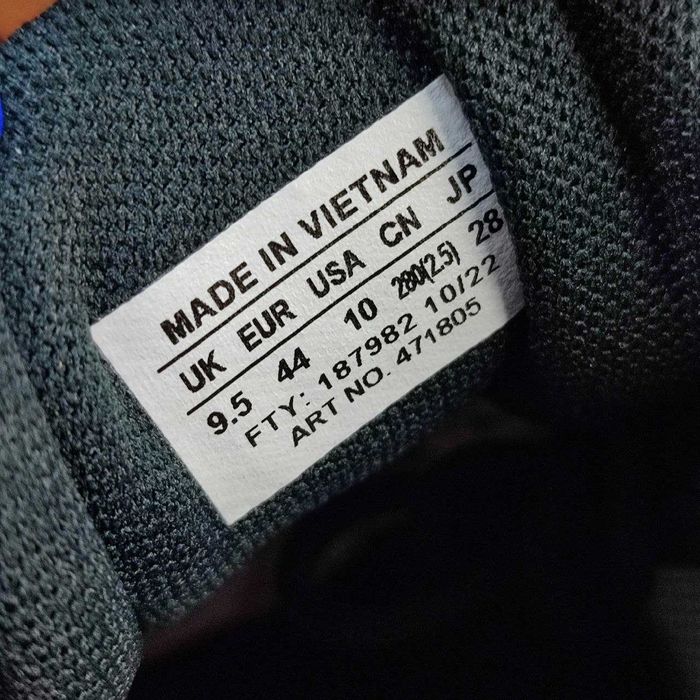 MADE IN VIETNAM
UK EUR USA CN JP
9.5 44 10 280(2.5) 28
FTY: 187982 10/22
ART NO. 471805